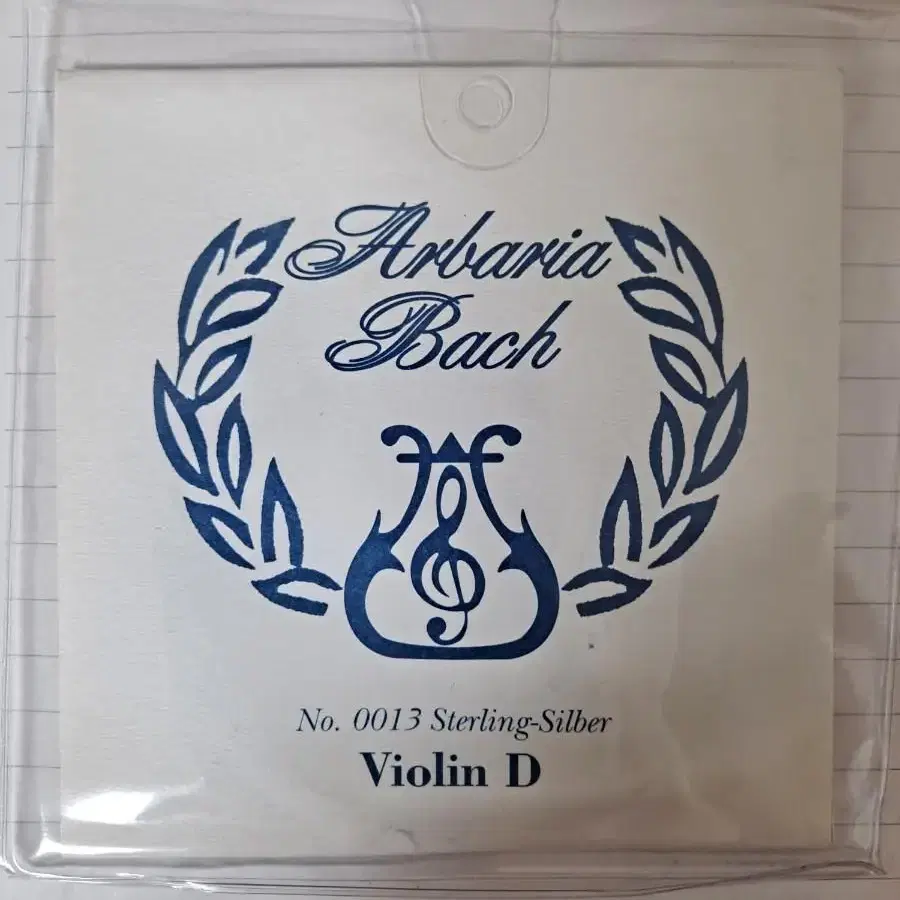 Arbaria
Bach
No. 0013 Sterling-Silber
Violin D